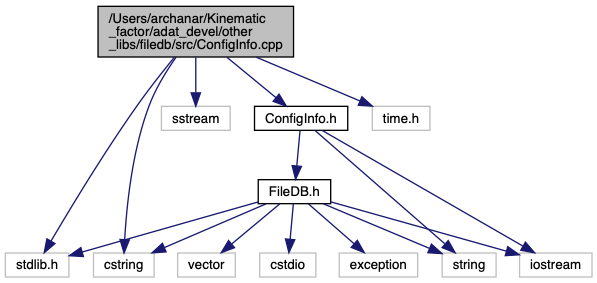 /Users/archanar/Kinematic
_factor/adat_devel/other
_libs/filedb/src/ConfigInfo.cpp
sstream
ConfigInfo.h
time.h
FileDB.h
stdlib.h
cstring
vector
cstdio
exception
string
iostream